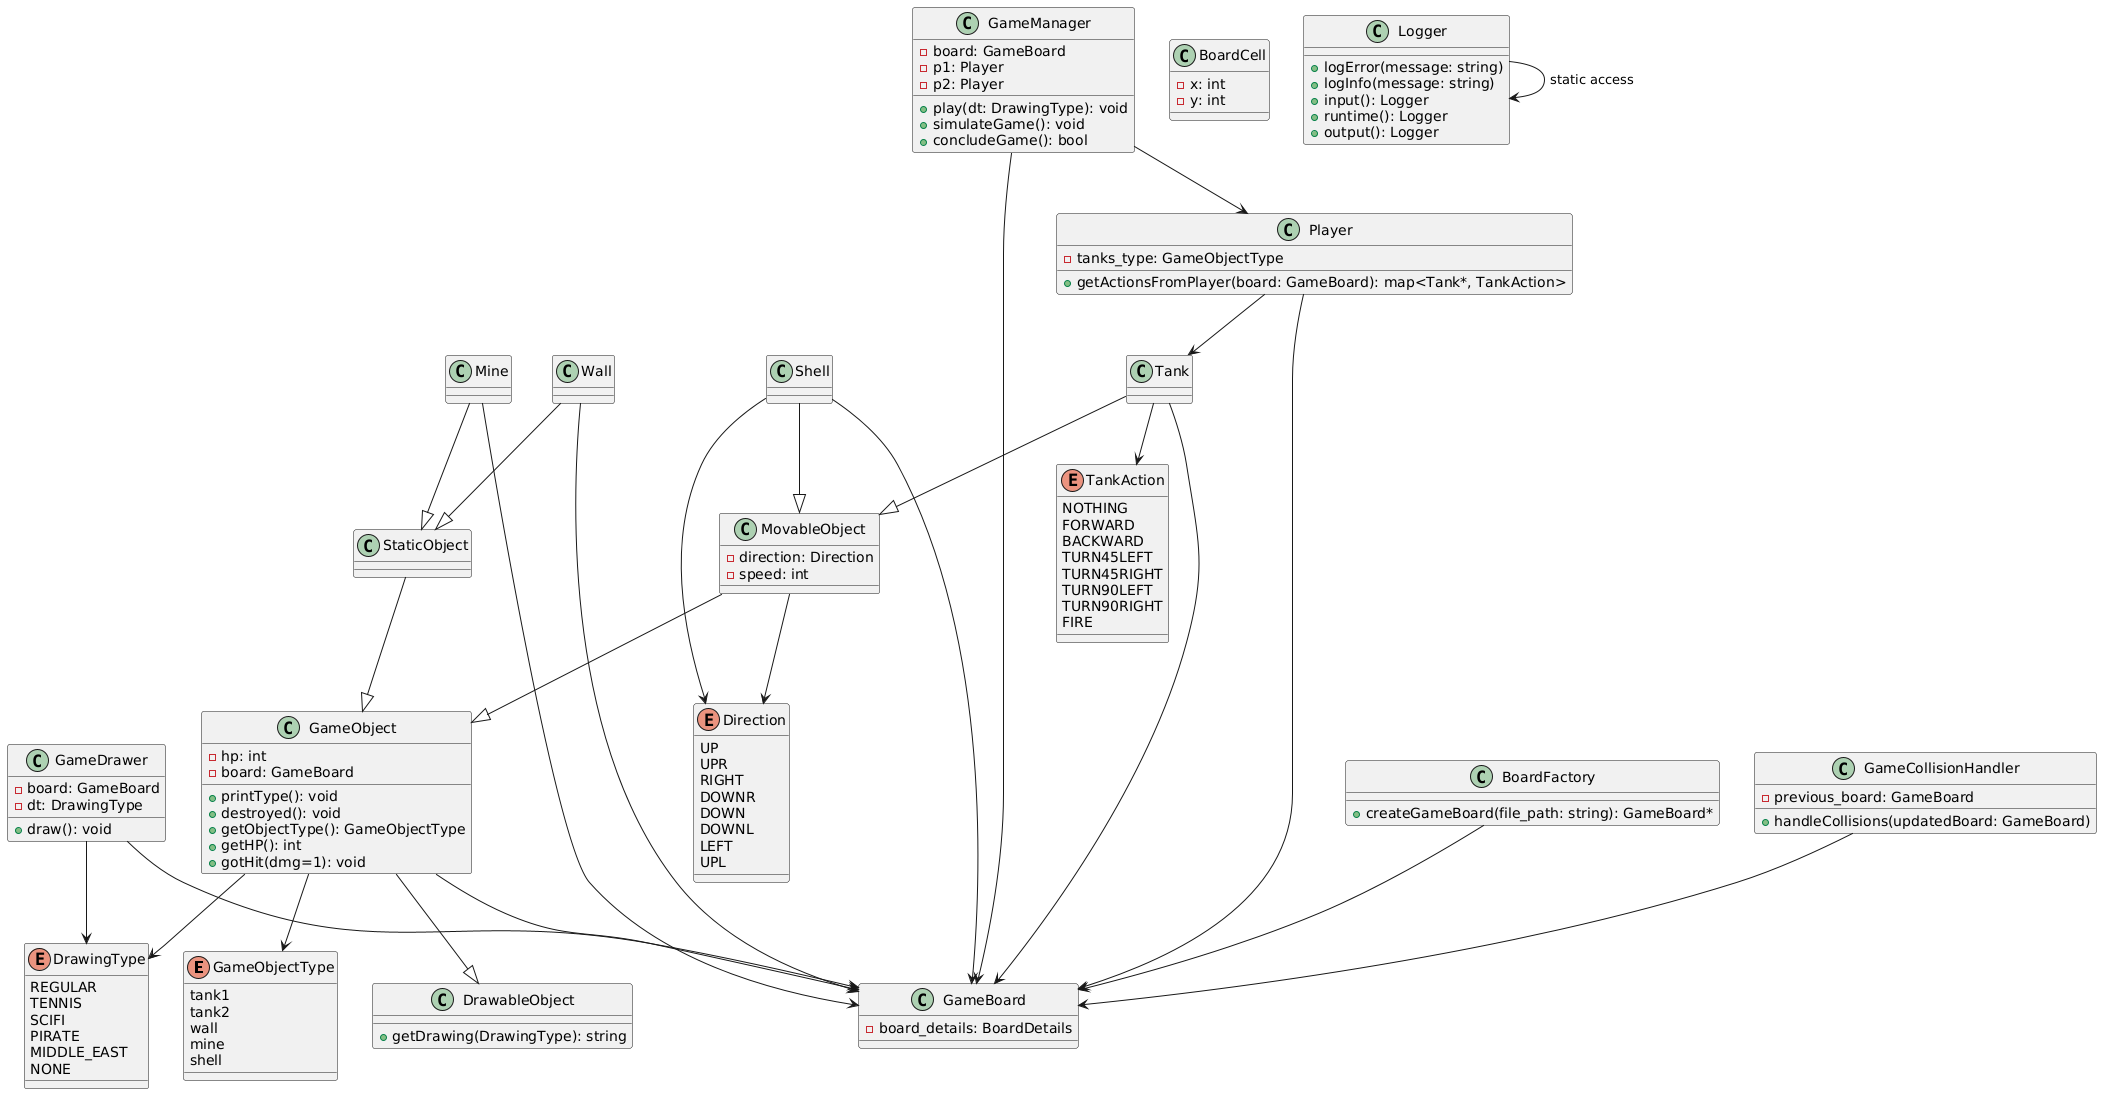 C GameManager
board: GameBoard
p1: Player
p2: Player
play(dt: DrawingType): void
simulateGame(): void
concludeGame(): bool
C BoardCell
x: int
y: int
C Logger
logError(message: string)
logInfo(message: string)
input(): Logger
runtime(): Logger
output(): Logger
static access
C Player
tanks_type: GameObjectType
getActionsFromPlayer(board: GameBoard): map<Tank*, TankAction>
C Mine
C Wall
C Shell
C Tank
E TankAction
NOTHING
FORWARD
BACKWARD
TURN45LEFT
TURN45RIGHT
TURN90LEFT
TURN90RIGHT
FIRE
C StaticObject
C MovableObject
direction: Direction
speed: int
C GameDrawer
board: GameBoard
dt: DrawingType
draw(): void
C GameObject
hp: int
board: GameBoard
printType(): void
destroyed(): void
getObjectType(): GameObjectType
getHP(): int
gotHit(dmg=1): void
E Direction
UP
UPR
RIGHT
DOWNR
DOWN
DOWNL
LEFT
UPL
C BoardFactory
createGameBoard(file_path: string): GameBoard*
C GameCollisionHandler
previous_board: GameBoard
handleCollisions(updatedBoard: GameBoard)
E DrawingType
REGULAR
TENNIS
SCIFI
PIRATE
MIDDLE_EAST
NONE
E GameObjectType
tank1
tank2
wall
mine
shell
C DrawableObject
getDrawing(DrawingType): string
C GameBoard
board_details: BoardDetails